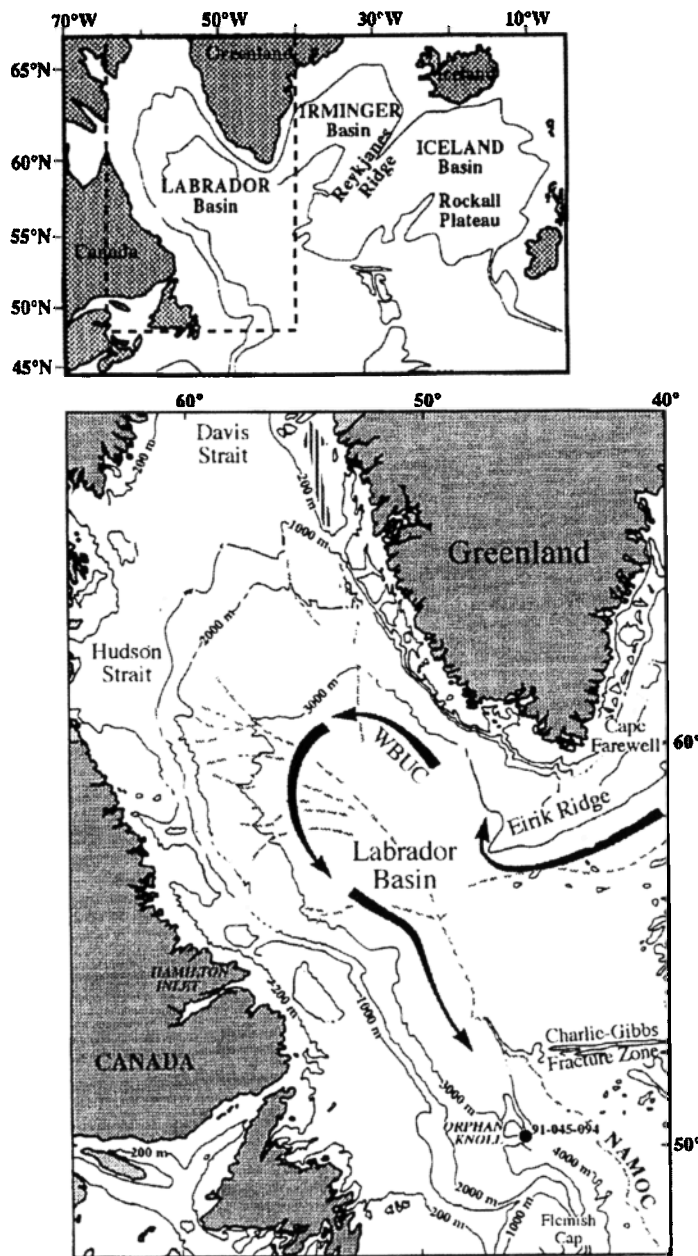 70°W 50°W 30°W 10°W
65°N
60°N
55°N
50°N
45°N
Greenland
Iceland
IRMINGER
Basin
Reykjanes
Ridge
ICELAND
Basin
LABRADOR
Basin
Rockall
Plateau
Canada
60° 50° 40°
Davis
Strait
200 m
200 m
1000 m
Greenland
2000 m
Hudson
Strait
3000 m
WBUC
Cape
Farewell
60°
Eirik Ridge
Labrador
Basin
HAMILTON
INLET
200 m
1000 m
CANADA
Charlie-Gibbs
Fracture Zone
3000 m
ORPHAN
KNOLL
91-045-094
50°
NAMOC
4000 m
200 m
2000 m
200 m
1000 m
Flemish
Cap